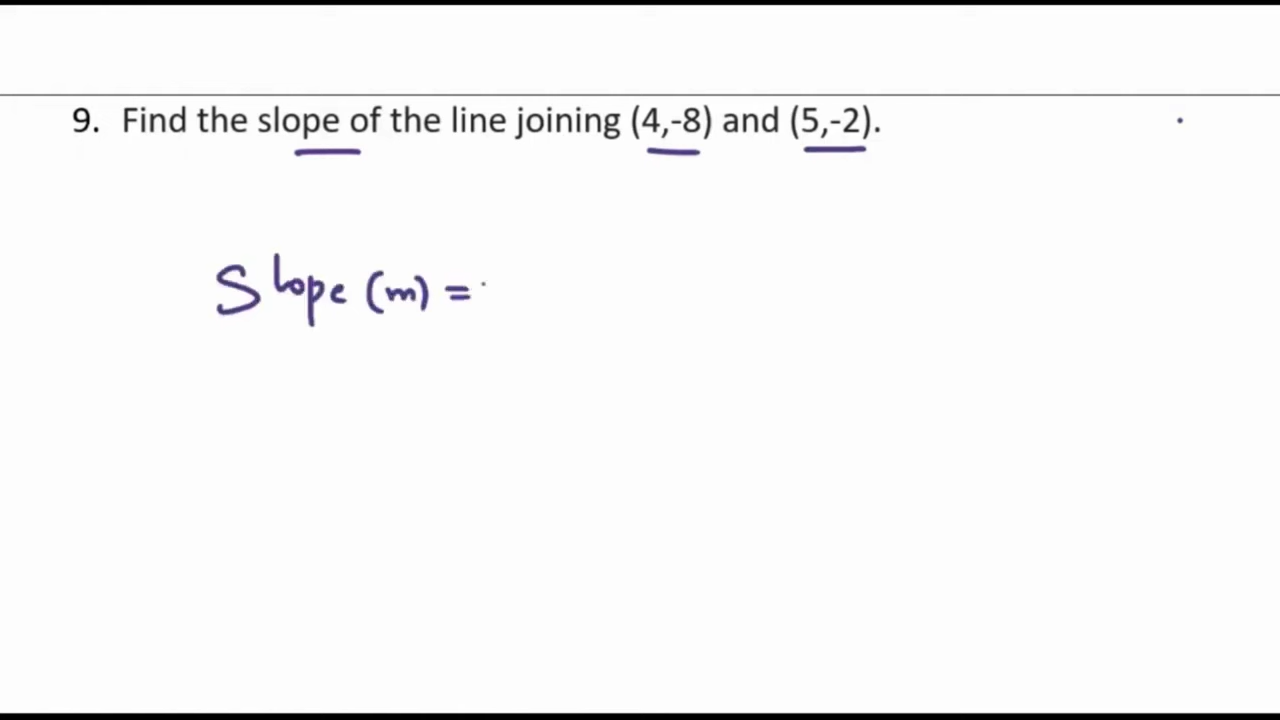 9. Find the slope of the line joining (4,-8) and (5,-2).
Slope (m) =